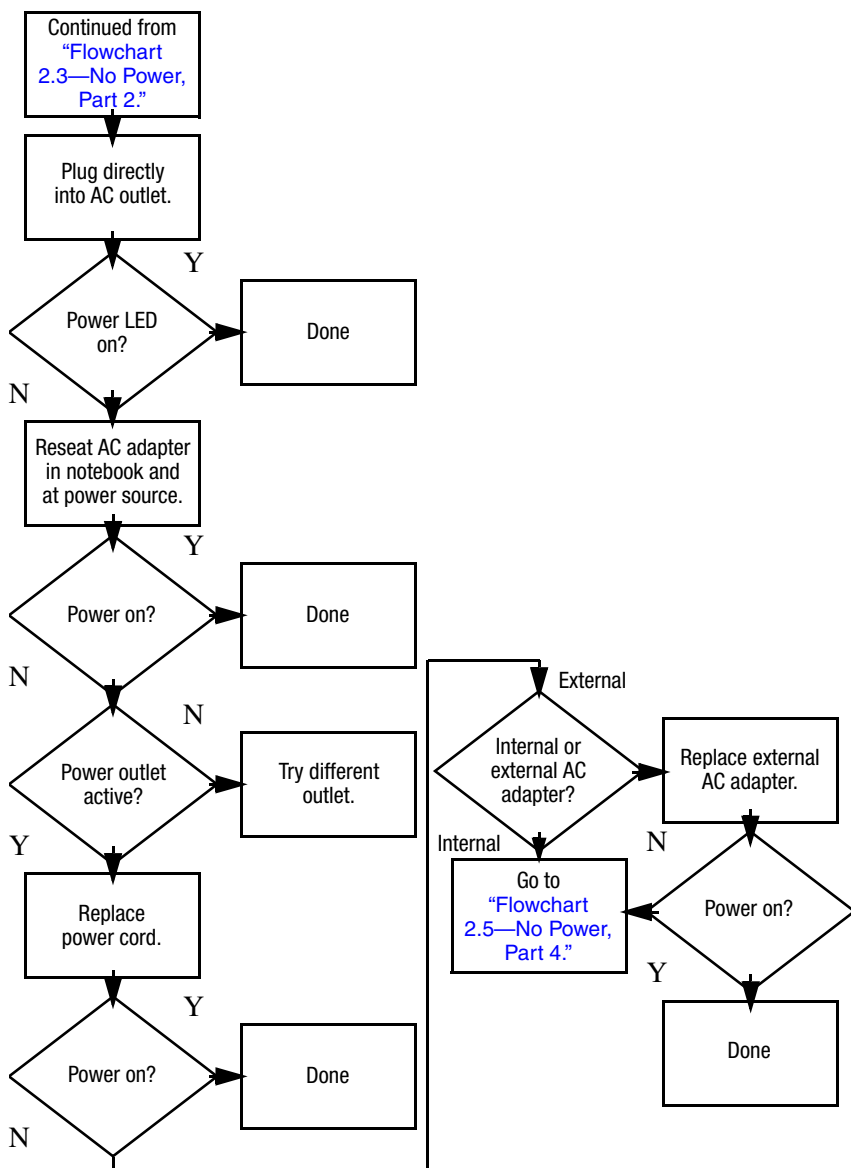 Continued from
“Flowchart
2.3—No Power,
Part 2.”
Plug directly
into AC outlet.
Y
Power LED
on?
Done
N
Reseat AC adapter
in notebook and
at power source.
Y
Power on?
Done
N
N
Power outlet
active?
Try different
outlet.
Y
Replace
power cord.
Y
Power on?
Done
N
External
Internal or
external AC
adapter?
Replace external
AC adapter.
Internal
N
Go to
“Flowchart
2.5—No Power,
Part 4.”
Power on?
Y
Done